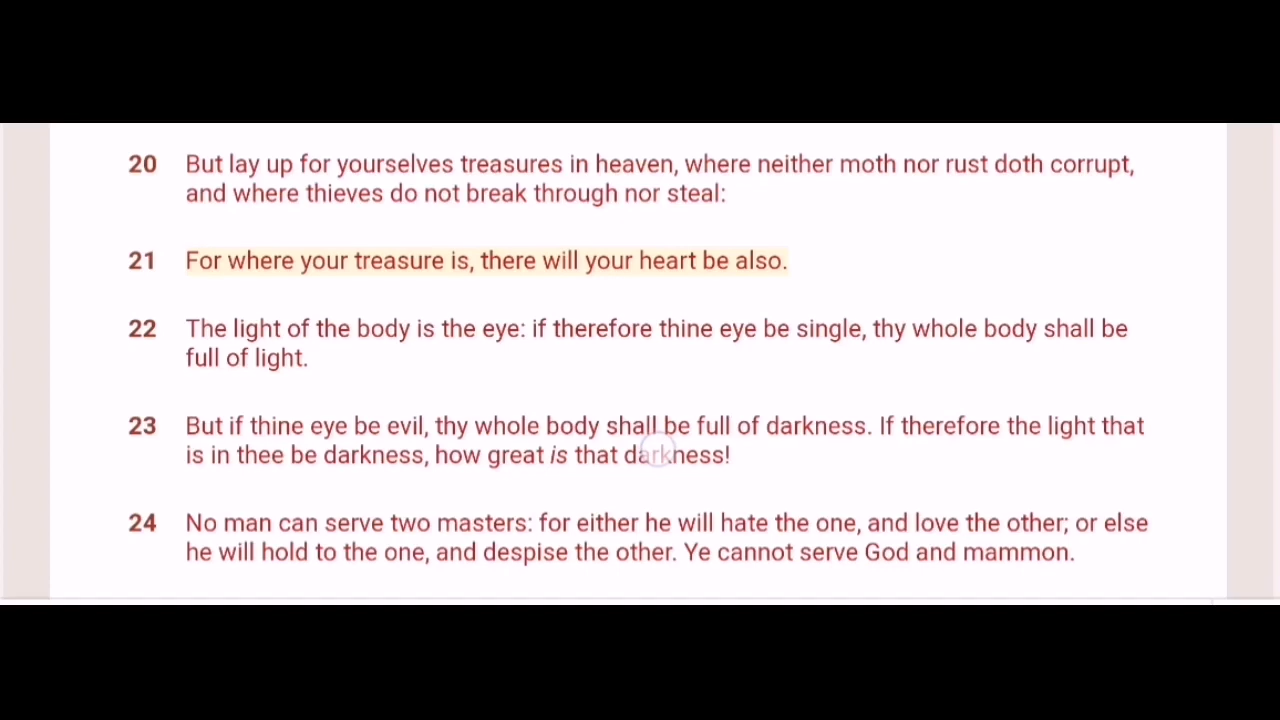 20 But lay up for yourselves treasures in heaven, where neither moth nor rust doth corrupt,
and where thieves do not break through nor steal:
21 For where your treasure is, there will your heart be also.
22 The light of the body is the eye: if therefore thine eye be single, thy whole body shall be
full of light.
23 But if thine eye be evil, thy whole body shall be full of darkness. If therefore the light that
is in thee be darkness, how great is that darkness!
24 No man can serve two masters: for either he will hate the one, and love the other; or else
he will hold to the one, and despise the other. Ye cannot serve God and mammon.